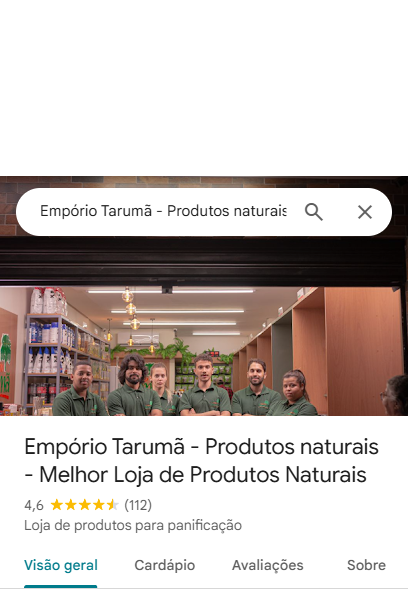 Empório Tarumã - Produtos naturais
Empório Tarumã - Produtos naturais
- Melhor Loja de Produtos Naturais
4,6 (112)
Loja de produtos para panificação
Visão geral Cardápio Avaliações Sobre